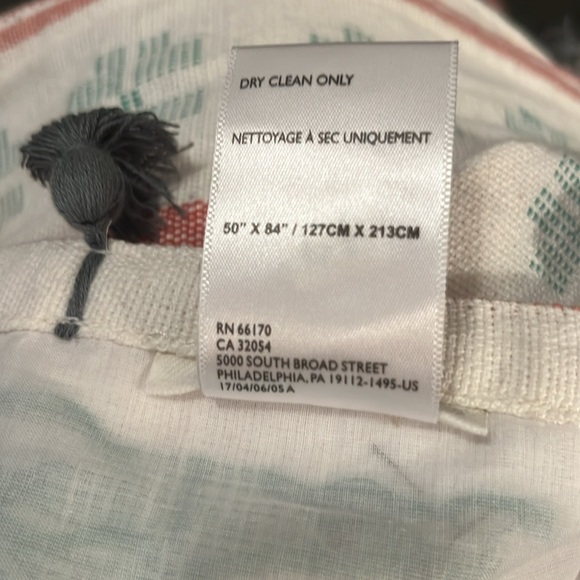 DRY CLEAN ONLY
NETTOYAGE À SEC UNIQUEMENT
50" X 84" / 127CM X 213CM
RN 66170
CA 32054
5000 SOUTH BROAD STREET
PHILADELPHIA, PA 19112-1495-US
17/04/06/05 A